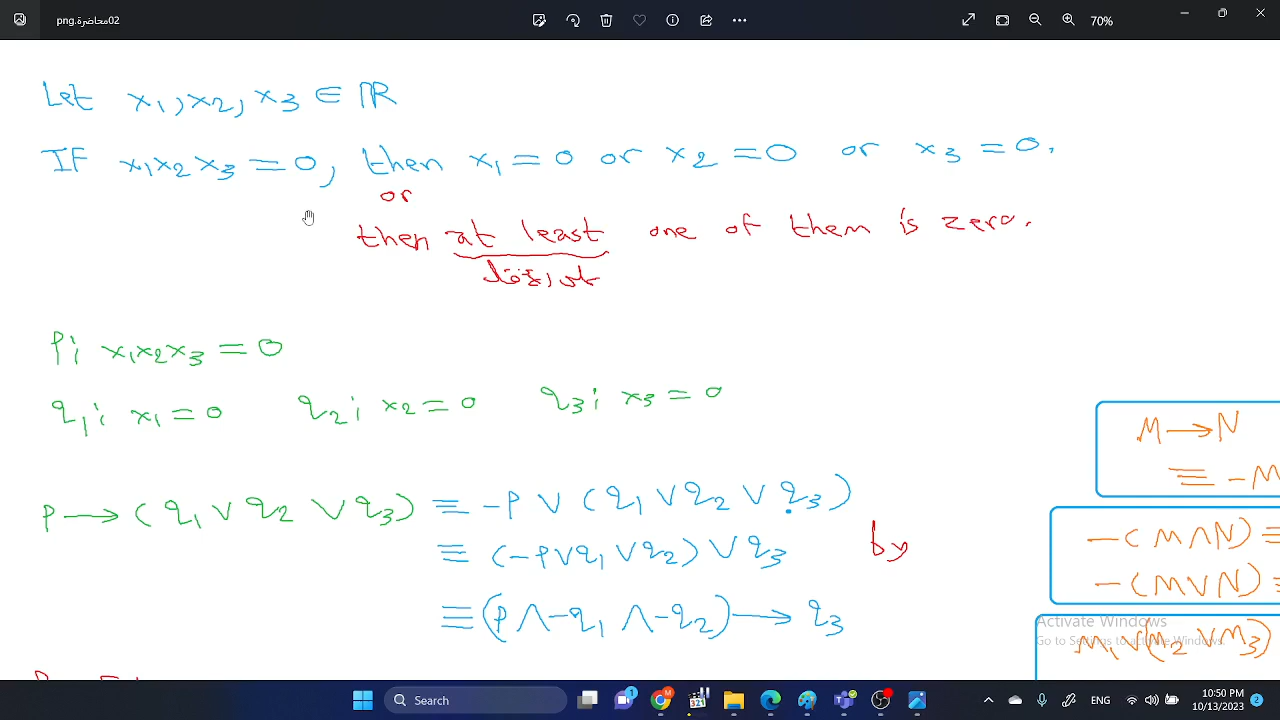 02محاضرة.png
70%
Let x₁, x₂, x₃ ∈ ℝ
IF x₁x₂x₃ = 0, then x₁ = 0 or x₂ = 0 or x₃ = 0.
or
then at least one of them is zero.
على الأقل
P: x₁x₂x₃ = 0
q₁: x₁ = 0 q₂: x₂ = 0 q₃: x₃ = 0
P → (q₁ ∨ q₂ ∨ q₃) ≡ -P ∨ (q₁ ∨ q₂ ∨ q₃)
≡ (-P ∨ q₁ ∨ q₂) ∨ q₃ by
≡ (P ∧ -q₁ ∧ -q₂) → q₃
M → N
≡ -M
-(M ∧ N) ≡
-(M ∨ N) ≡
M₁ ∨ (M₂ ∨ M₃)
Activate Windows
Go to Settings to activate Windows.
Search
ENG
10:50 PM
10/13/2023